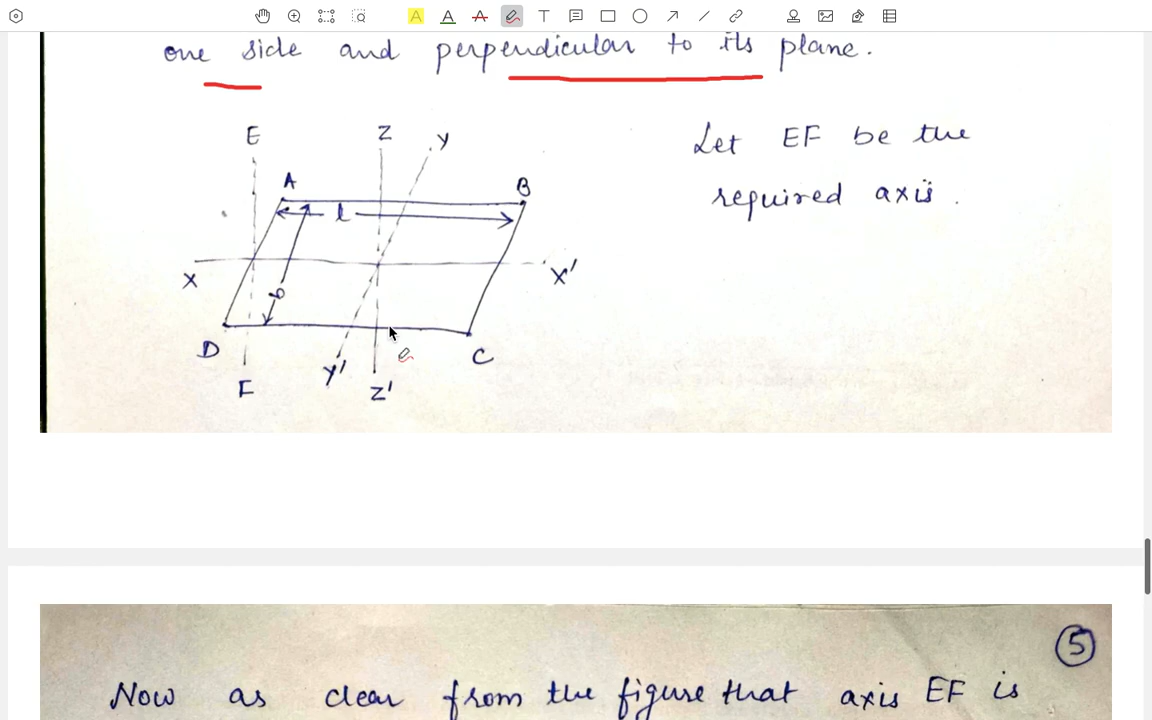 one side and perpendicular to its plane.
E Z Y
A B
l
Let EF be the
required axis.
X X'
b
D C
F Y' Z'
5
Now as clear from the figure that axis EF is